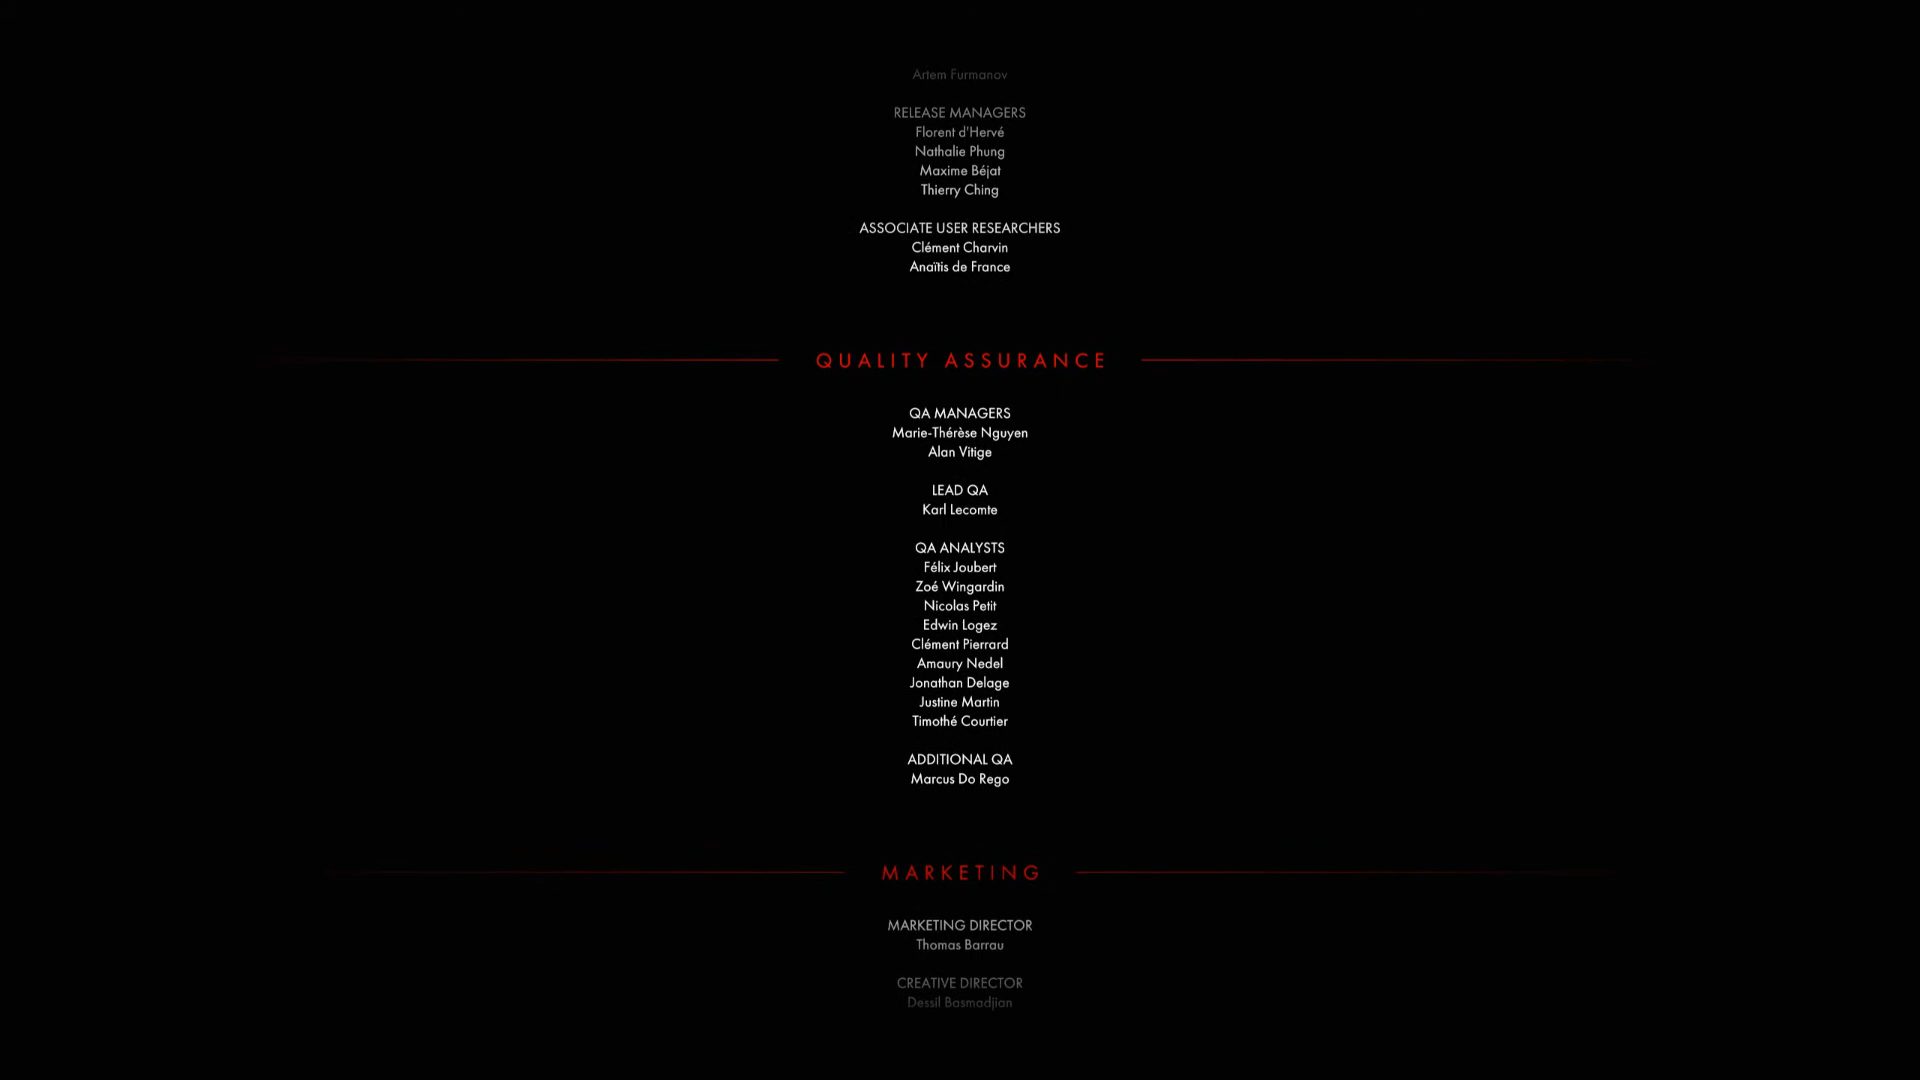 Artem Furmanov
RELEASE MANAGERS
Florent d'Hervé
Nathalie Phung
Maxime Béjat
Thierry Ching
ASSOCIATE USER RESEARCHERS
Clément Charvin
Anaïtis de France
QUALITY ASSURANCE
QA MANAGERS
Marie-Thérèse Nguyen
Alan Vitige
LEAD QA
Karl Lecomte
QA ANALYSTS
Félix Joubert
Zoé Wingardin
Nicolas Petit
Edwin Logez
Clément Pierrard
Amaury Nedel
Jonathan Delage
Justine Martin
Timothé Courtier
ADDITIONAL QA
Marcus Do Rego
MARKETING
MARKETING DIRECTOR
Thomas Barrau
CREATIVE DIRECTOR
Dessil Basmadjian